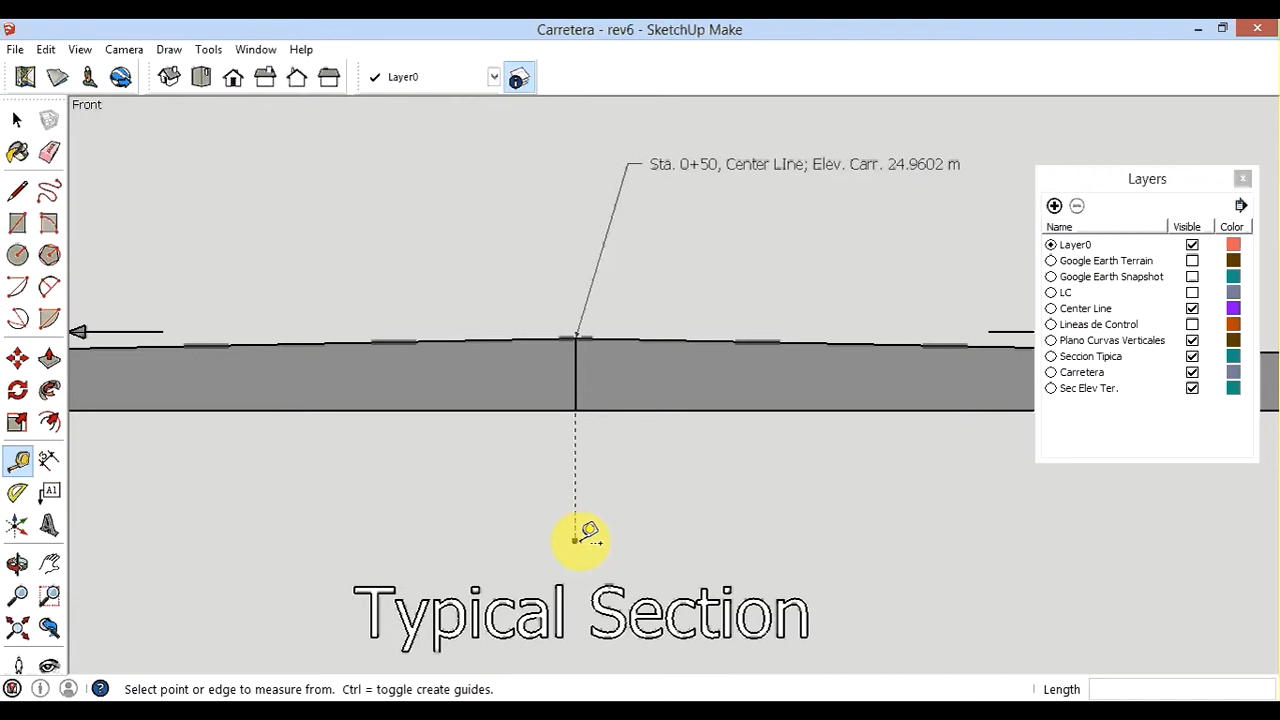 Carretera - rev6 - SketchUp Make
File Edit View Camera Draw Tools Window Help
Layer0
Front
Sta. 0+50, Center LIne; Elev. Carr. 24.9602 m
Layers
Name Visible Color
Layer0
Google Earth Terrain
Google Earth Snapshot
LC
Center Line
Lineas de Control
Plano Curvas Verticales
Seccion Tipica
Carretera
Sec Elev Ter.
A1
Typical Section
Select point or edge to measure from. Ctrl = toggle create guides.
Length